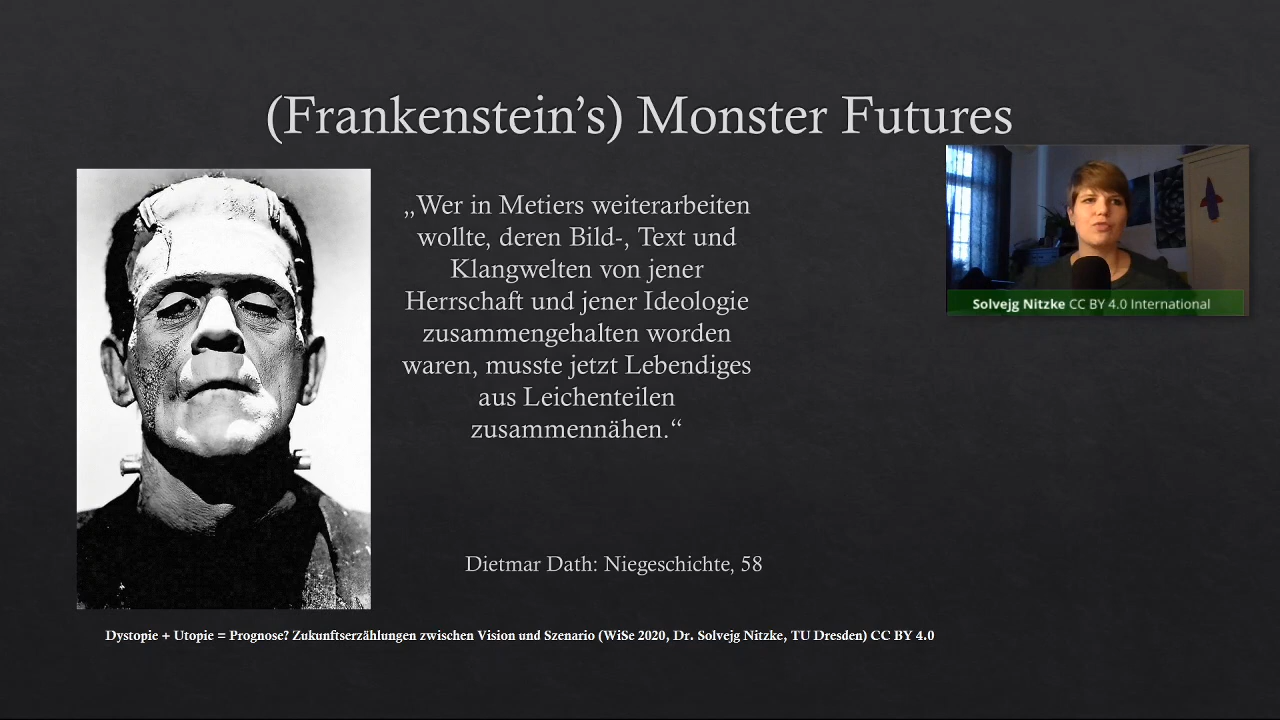 (Frankenstein’s) Monster Futures
„Wer in Metiers weiterarbeiten
wollte, deren Bild-, Text und
Klangwelten von jener
Herrschaft und jener Ideologie
zusammengehalten worden
waren, musste jetzt Lebendiges
aus Leichenteilen
zusammennähen.“
Solvejg Nitzke CC BY 4.0 International
Dietmar Dath: Niegeschichte, 58
Dystopie + Utopie = Prognose? Zukunftserzählungen zwischen Vision und Szenario (WiSe 2020, Dr. Solvejg Nitzke, TU Dresden) CC BY 4.0